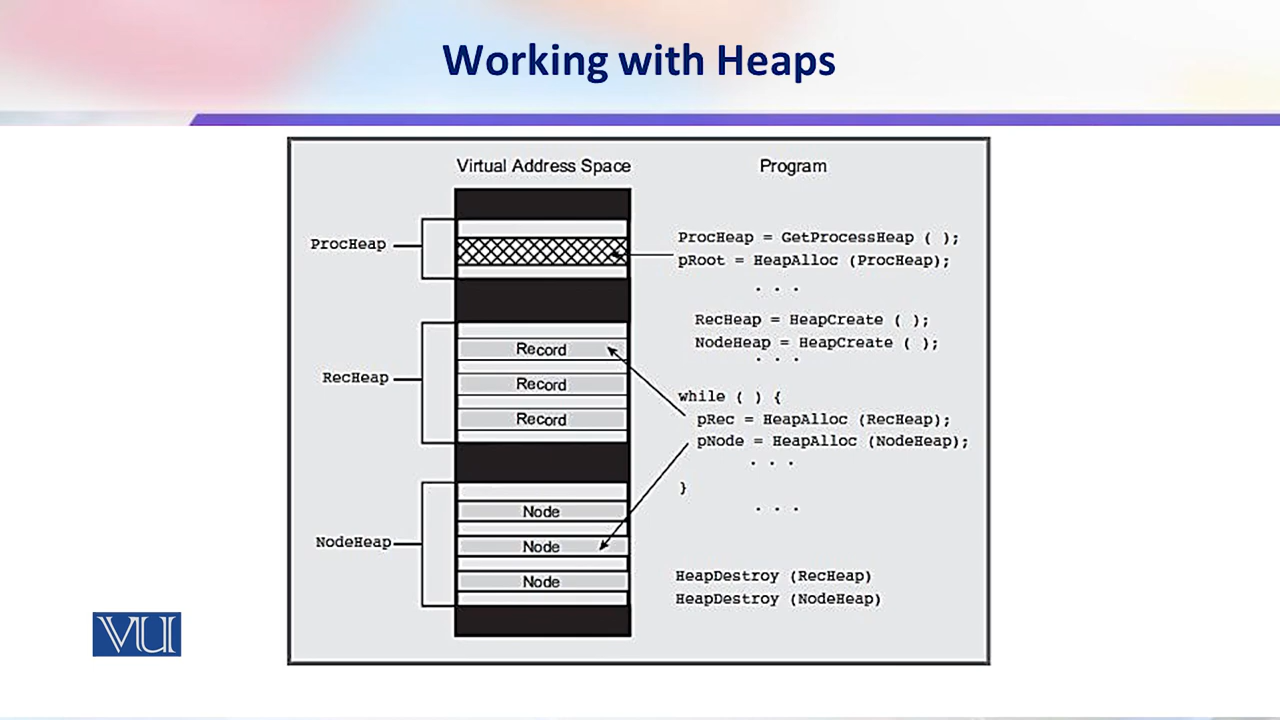 Working with Heaps
Virtual Address Space
Program
ProcHeap
ProcHeap = GetProcessHeap ( );
pRoot = HeapAlloc (ProcHeap);
. . .
RecHeap = HeapCreate ( );
NodeHeap = HeapCreate ( );
. . .
RecHeap
Record
Record
Record
while ( ) {
pRec = HeapAlloc (RecHeap);
pNode = HeapAlloc (NodeHeap);
. . .
}
. . .
NodeHeap
Node
Node
Node
HeapDestroy (RecHeap)
HeapDestroy (NodeHeap)
VU